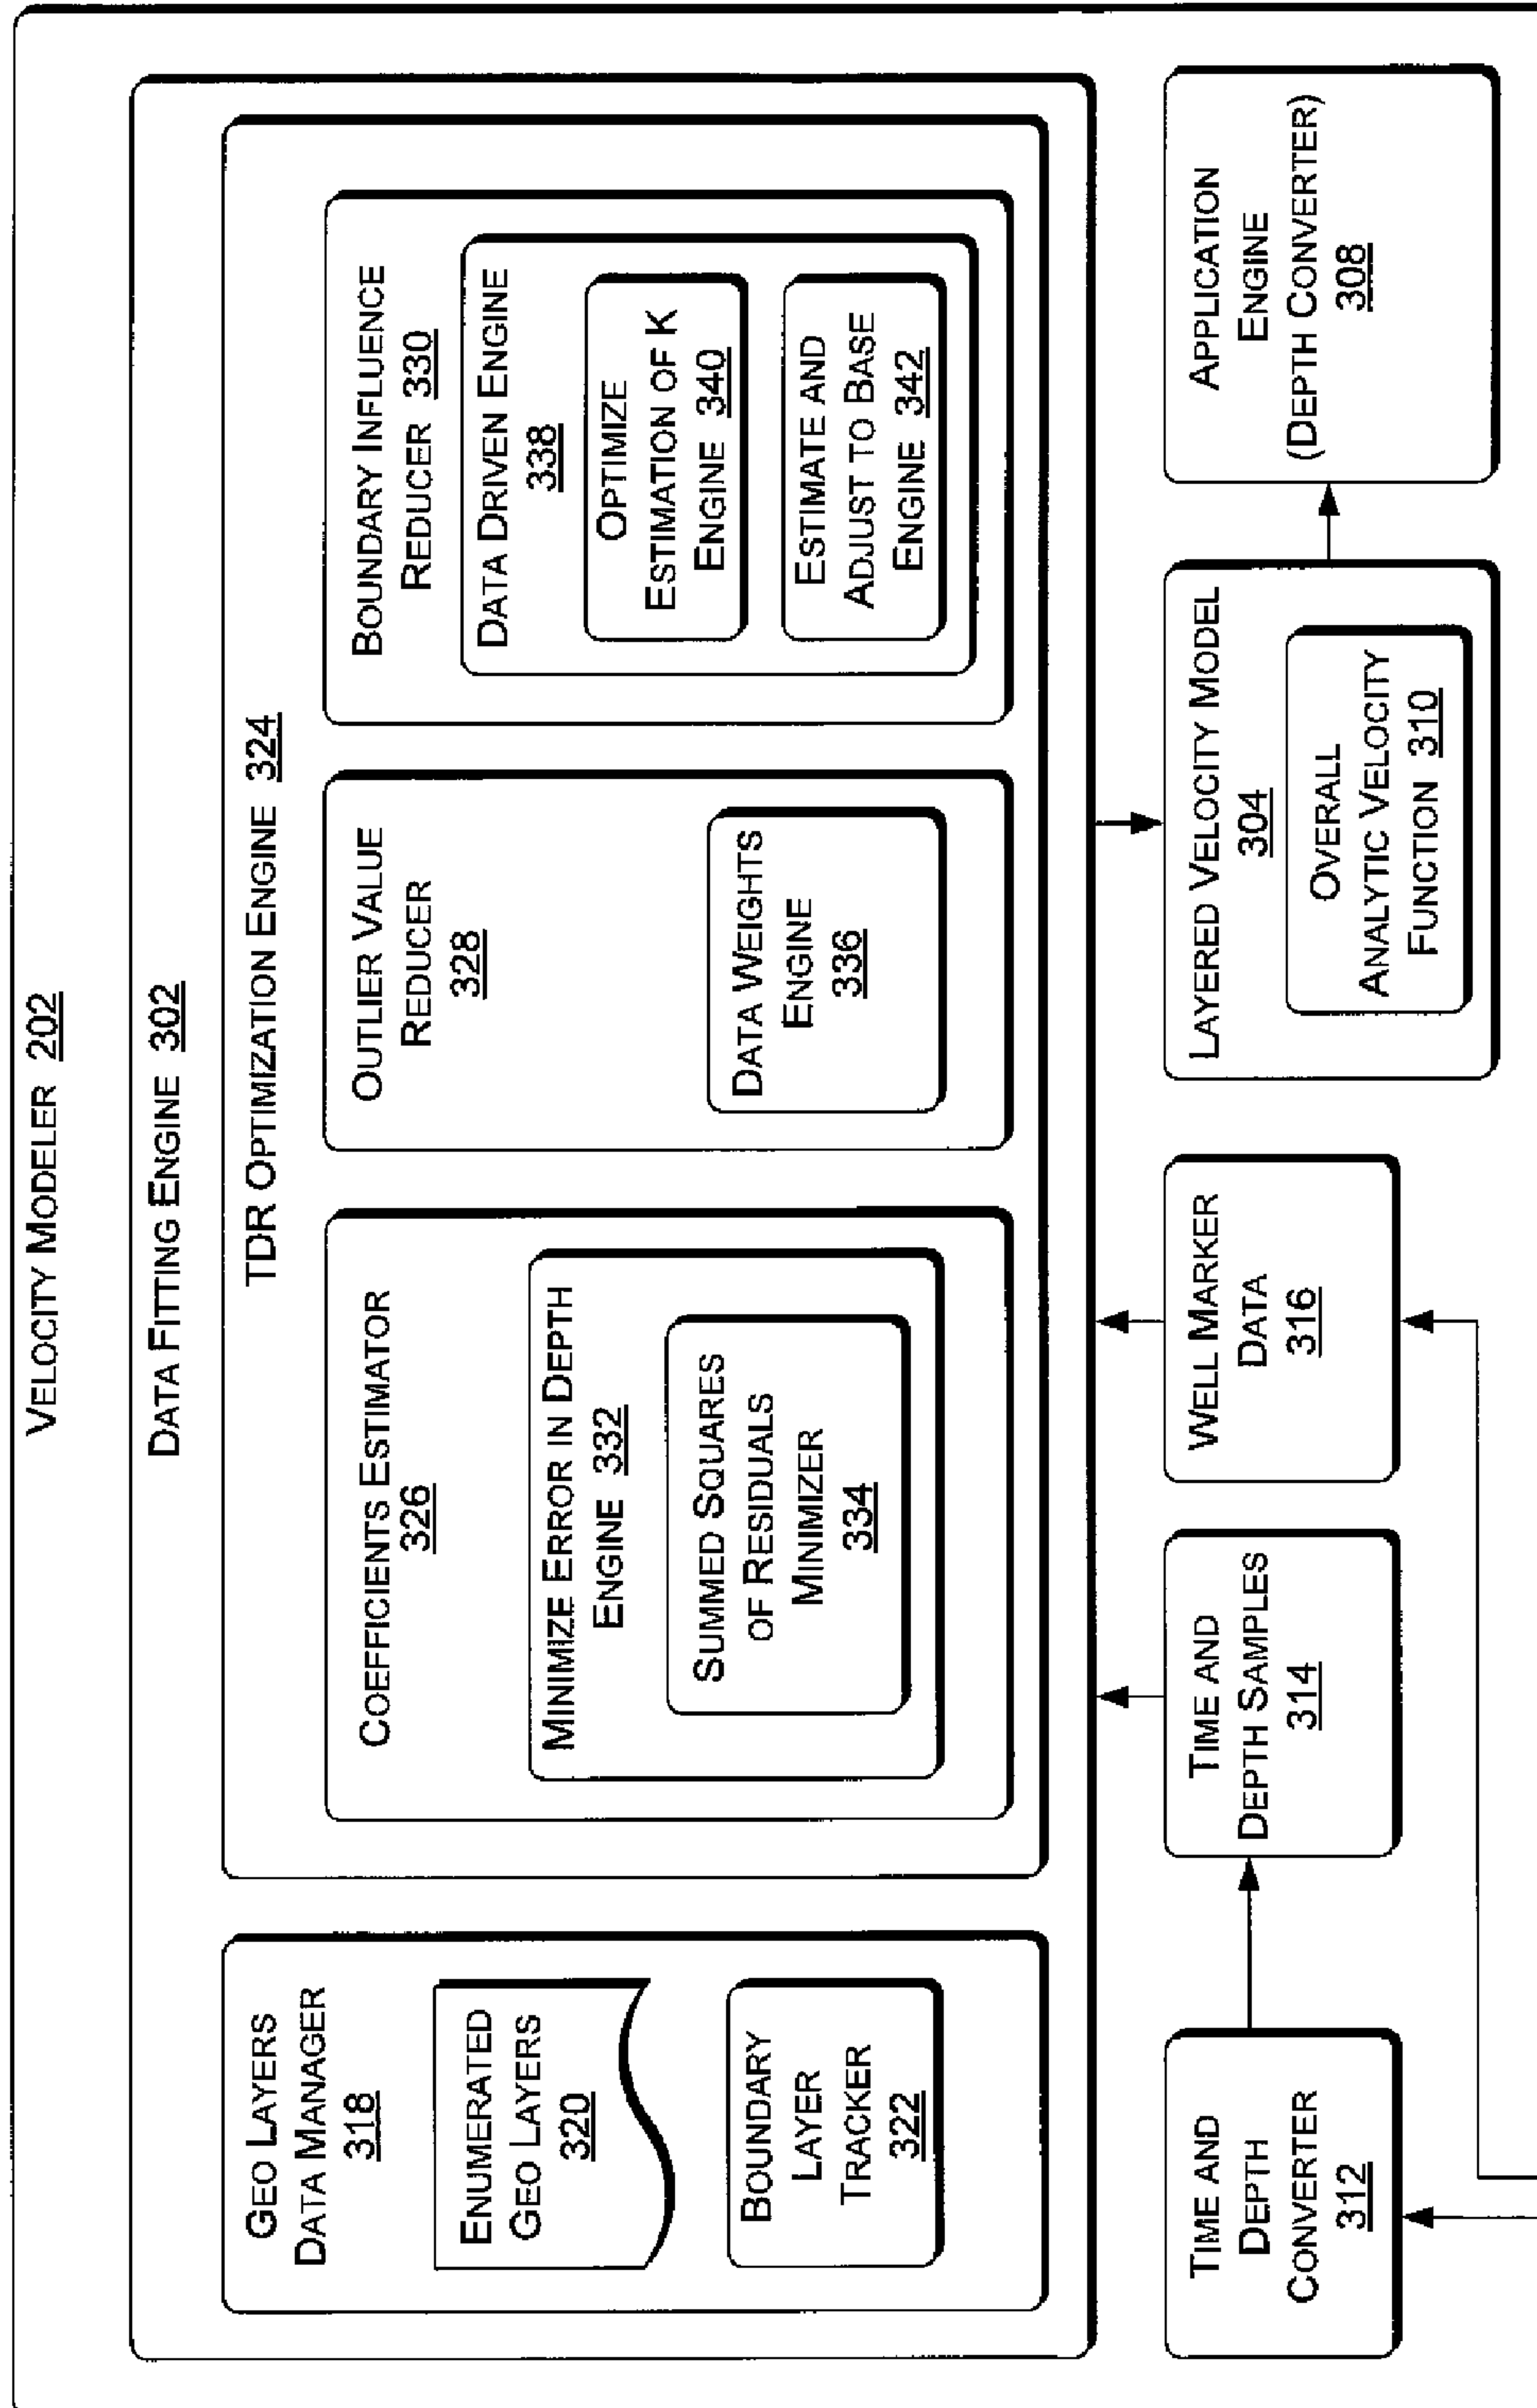 VELOCITY MODELER 202
DATA FITTING ENGINE 302
GEO LAYERS
DATA MANAGER
318
ENUMERATED
GEO LAYERS
320
BOUNDARY
LAYER
TRACKER
322
TDR OPTIMIZATION ENGINE 324
COEFFICIENTS ESTIMATOR
326
MINIMIZE ERROR IN DEPTH
ENGINE 332
SUMMED SQUARES
OF RESIDUALS
MINIMIZER
334
OUTLIER VALUE
REDUCER
328
DATA WEIGHTS
ENGINE
336
BOUNDARY INFLUENCE
REDUCER 330
DATA DRIVEN ENGINE
338
OPTIMIZE
ESTIMATION OF K
ENGINE 340
ESTIMATE AND
ADJUST TO BASE
ENGINE 342
TIME AND
DEPTH
CONVERTER
312
TIME AND
DEPTH SAMPLES
314
WELL MARKER
DATA
316
LAYERED VELOCITY MODEL
304
OVERALL
ANALYTIC VELOCITY
FUNCTION 310
APPLICATION
ENGINE
(DEPTH CONVERTER)
308